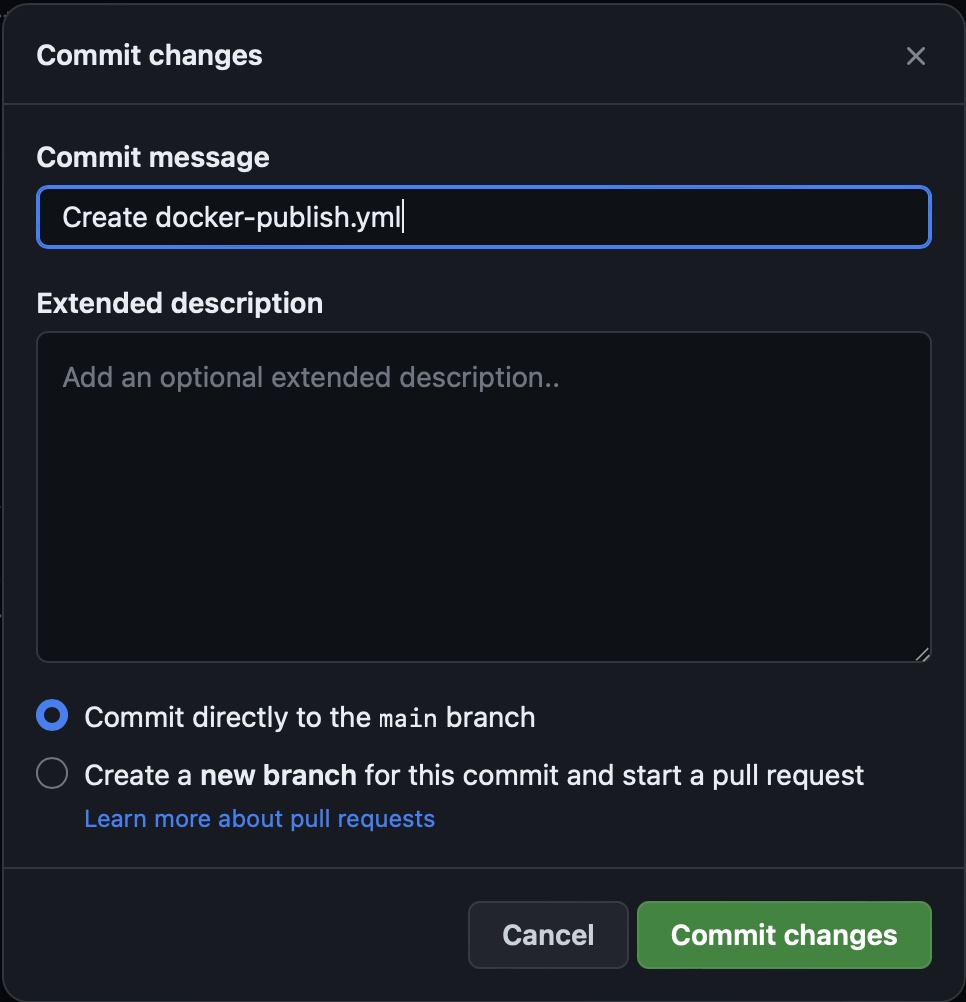 Commit changes
Commit message
Create docker-publish.yml
Extended description
Add an optional extended description..
Commit directly to the main branch
Create a new branch for this commit and start a pull request
Learn more about pull requests
Cancel
Commit changes